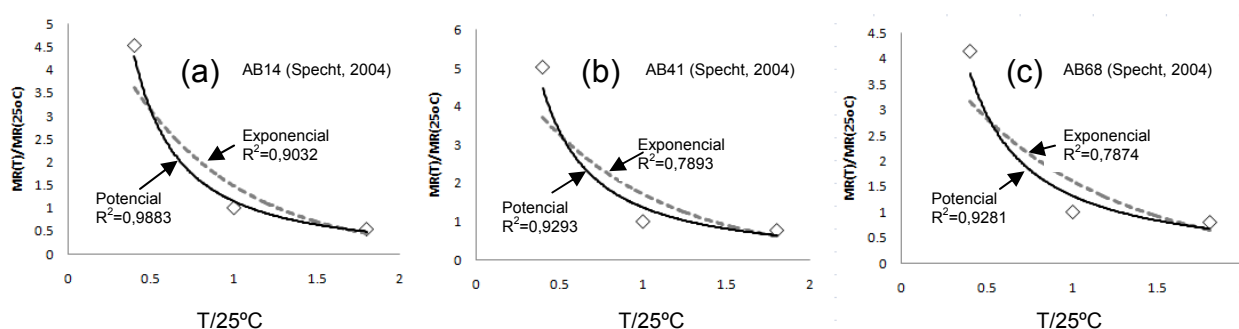 5
4.5
4
3.5
3
2.5
2
1.5
1
0.5
0
MR(T)/MR(25oC)
(a)
AB14 (Specht, 2004)
Exponencial
R²=0,9032
Potencial
R²=0,9883
0 0.5 1 1.5 2
T/25ºC
6
5
4
3
2
1
0
MR(T)/MR(25oC)
(b)
AB41 (Specht, 2004)
Exponencial
R²=0,7893
Potencial
R²=0,9293
0 0.5 1 1.5 2
T/25ºC
4.5
4
3.5
3
2.5
2
1.5
1
0.5
0
MR(T)/MR(25oC)
(c)
AB68 (Specht, 2004)
Exponencial
R²=0,7874
Potencial
R²=0,9281
0 0.5 1 1.5
T/25ºC